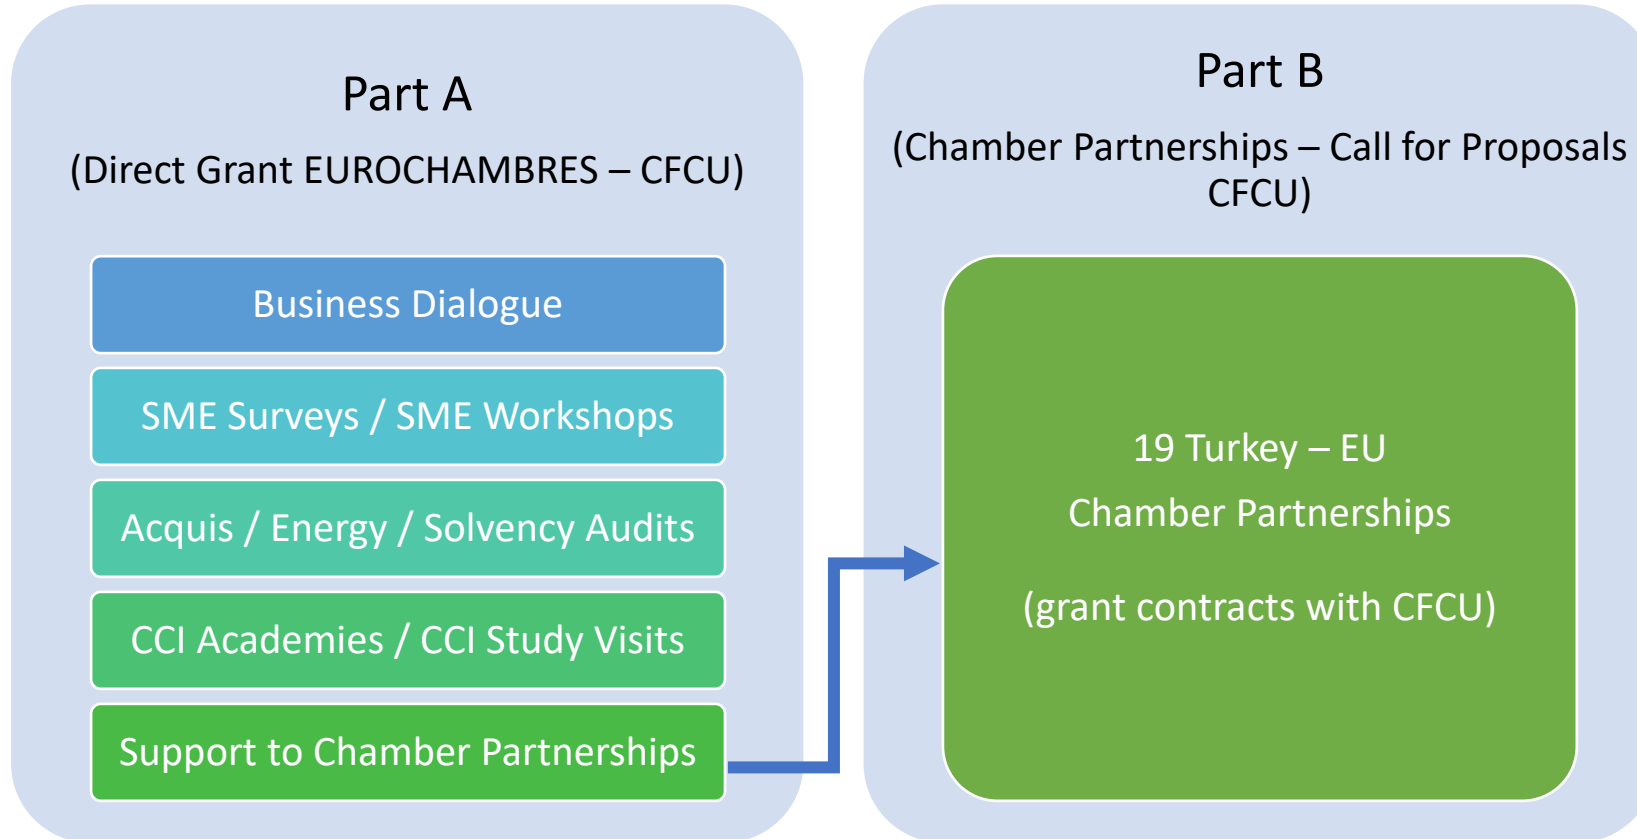 Part A
(Direct Grant EUROCHAMBRES – CFCU)
Business Dialogue
SME Surveys / SME Workshops
Acquis / Energy / Solvency Audits
CCI Academies / CCI Study Visits
Support to Chamber Partnerships
Part B
(Chamber Partnerships – Call for Proposals
CFCU)
19 Turkey – EU
Chamber Partnerships
(grant contracts with CFCU)